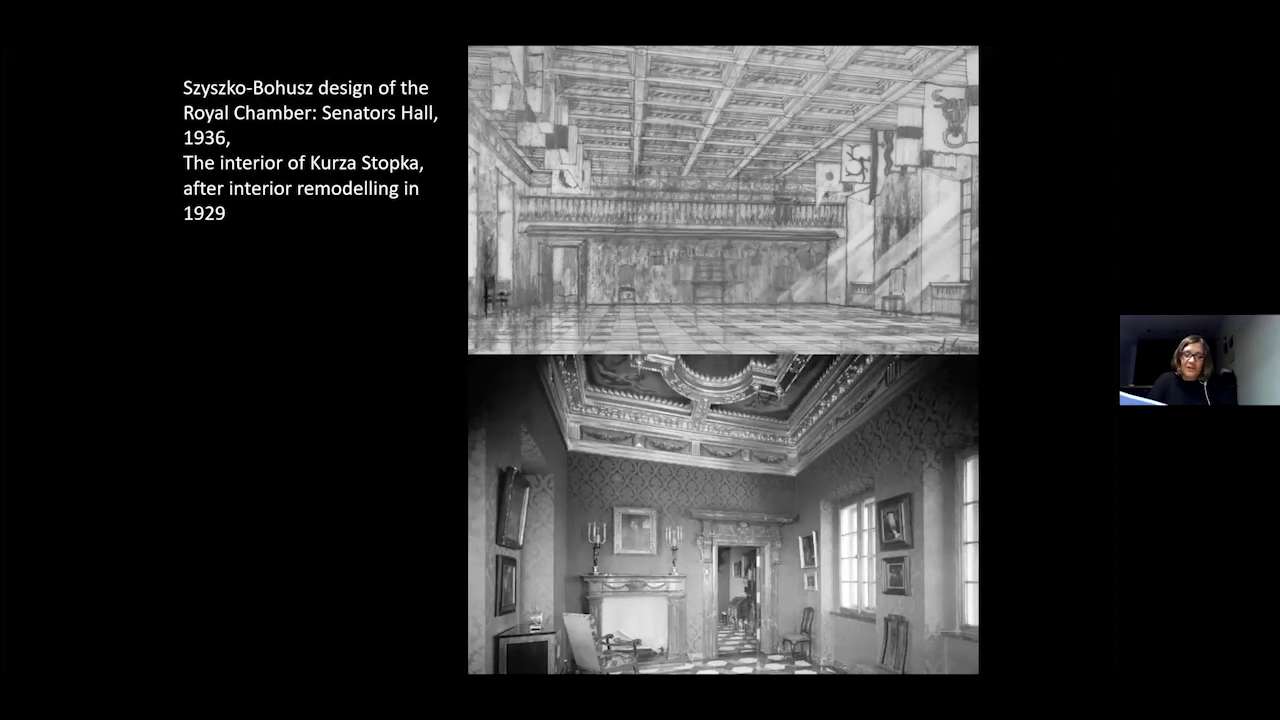 Szyszko-Bohusz design of the
Royal Chamber: Senators Hall,
1936,
The interior of Kurza Stopka,
after interior remodelling in
1929